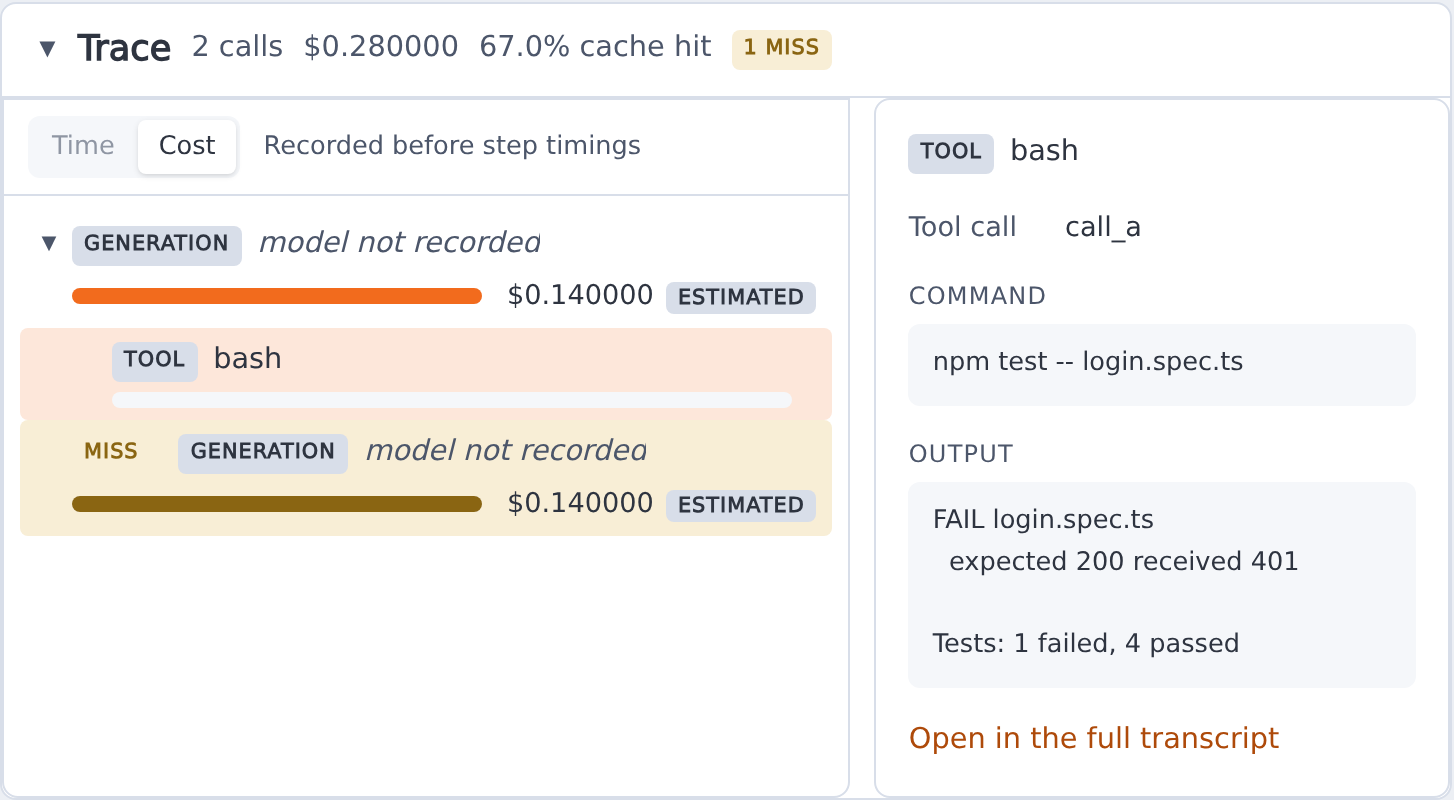 ▼ Trace 2 calls $0.280000 67.0% cache hit 1 MISS
Time Cost Recorded before step timings
▼ GENERATION model not recorded
$0.140000 ESTIMATED
TOOL bash
MISS GENERATION model not recorded
$0.140000 ESTIMATED
TOOL bash
Tool call call_a
COMMAND
npm test -- login.spec.ts
OUTPUT
FAIL login.spec.ts
  expected 200 received 401
Tests: 1 failed, 4 passed
Open in the full transcript